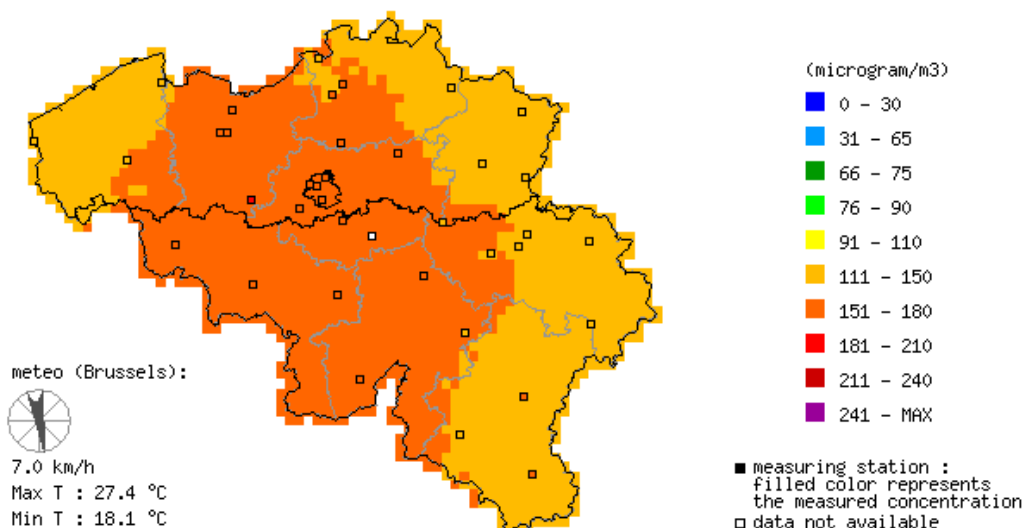 (microgram/m3)
0 - 30
31 - 65
66 - 75
76 - 90
91 - 110
111 - 150
151 - 180
181 - 210
211 - 240
241 - MAX
meteo (Brussels):
7.0 km/h
Max T : 27.4 °C
Min T : 18.1 °C
measuring station :
filled color represents
the measured concentration
data not available